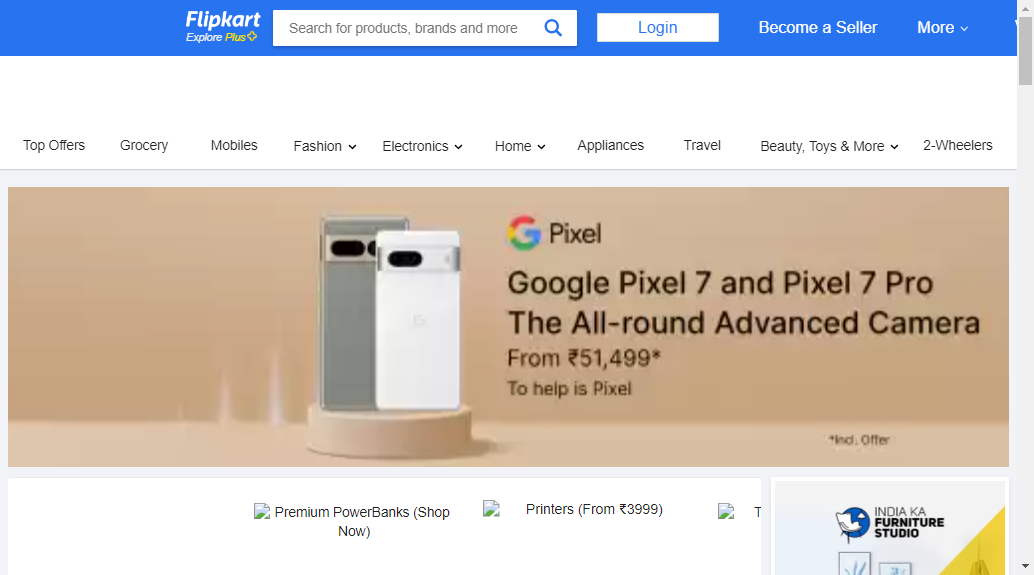 Flipkart
Explore Plus
Search for products, brands and more
Login
Become a Seller
More
Top Offers
Grocery
Mobiles
Fashion
Electronics
Home
Appliances
Travel
Beauty, Toys & More
2-Wheelers
G Pixel
Google Pixel 7 and Pixel 7 Pro
The All-round Advanced Camera
From ₹51,499*
To help is Pixel
*Incl. Offer
Premium PowerBanks (Shop
Now)
Printers (From ₹3999)
INDIA KA
FURNITURE
STUDIO